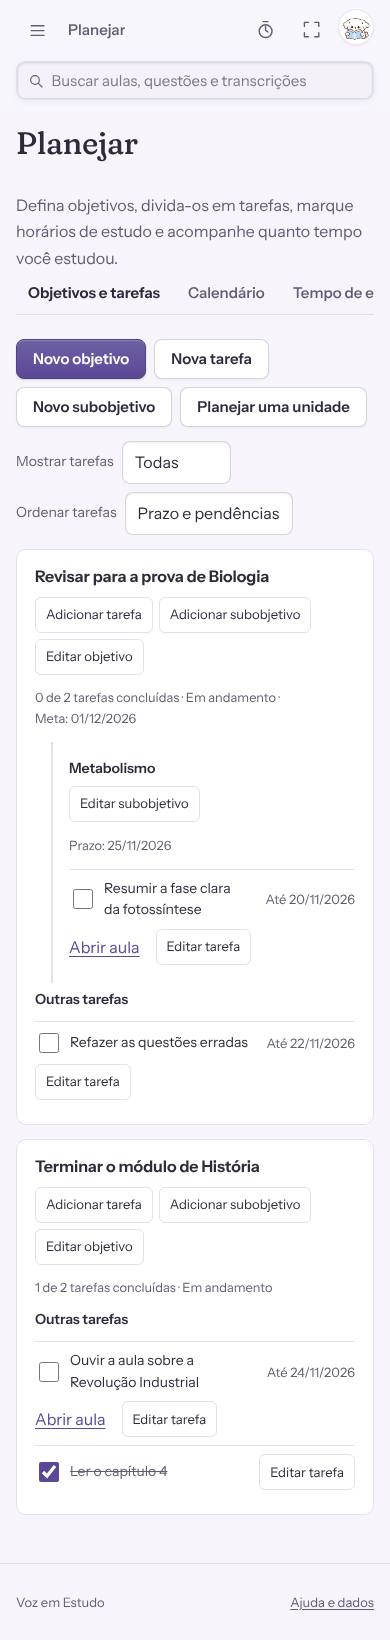 Planejar
Buscar aulas, questões e transcrições
Planejar
Defina objetivos, divida-os em tarefas, marque
horários de estudo e acompanhe quanto tempo
você estudou.
Objetivos e tarefas Calendário Tempo de e
Novo objetivo Nova tarefa
Novo subobjetivo Planejar uma unidade
Mostrar tarefas Todas
Ordenar tarefas Prazo e pendências
Revisar para a prova de Biologia
Adicionar tarefa Adicionar subobjetivo
Editar objetivo
0 de 2 tarefas concluídas · Em andamento ·
Meta: 01/12/2026
Metabolismo
Editar subobjetivo
Prazo: 25/11/2026
Resumir a fase clara
da fotossíntese
Até 20/11/2026
Abrir aula Editar tarefa
Outras tarefas
Refazer as questões erradas Até 22/11/2026
Editar tarefa
Terminar o módulo de História
Adicionar tarefa Adicionar subobjetivo
Editar objetivo
1 de 2 tarefas concluídas · Em andamento
Outras tarefas
Ouvir a aula sobre a
Revolução Industrial
Até 24/11/2026
Abrir aula Editar tarefa
Ler o capítulo 4 Editar tarefa
Voz em Estudo Ajuda e dados